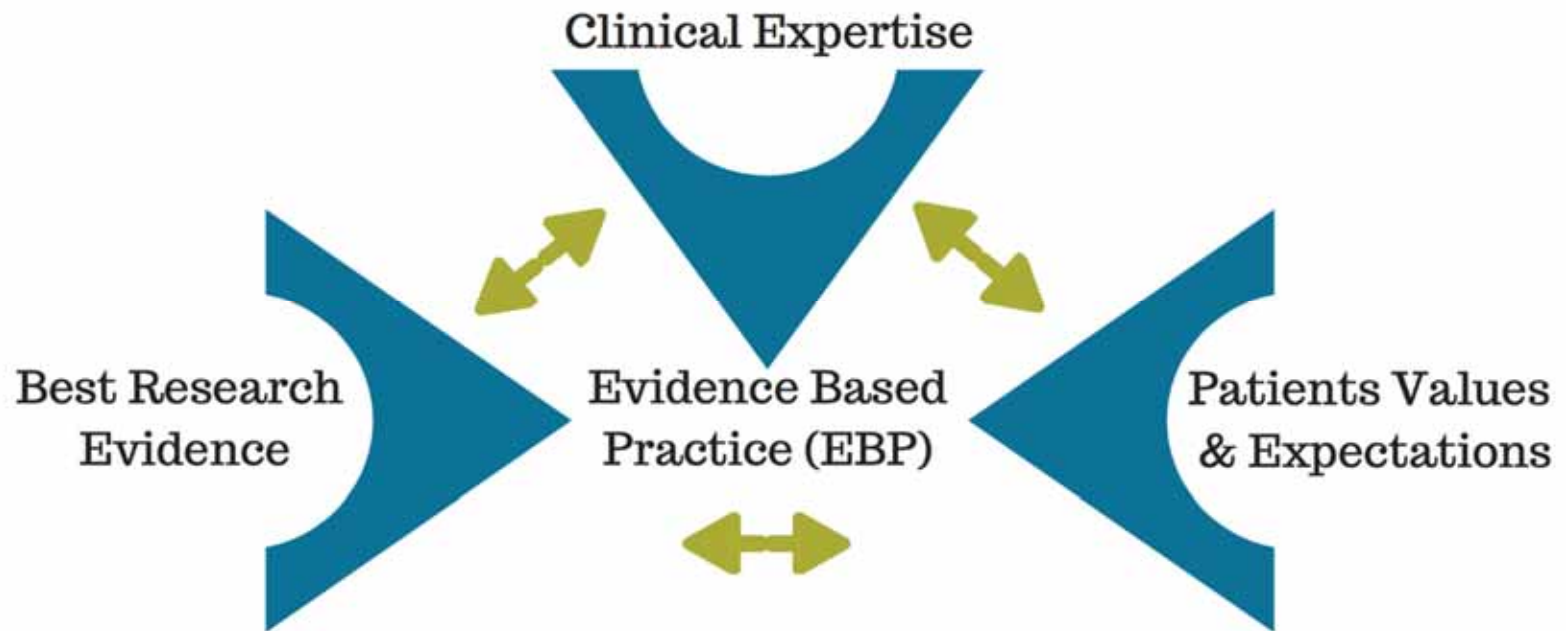 Clinical Expertise
Best Research
Evidence
Evidence Based
Practice (EBP)
Patients Values
& Expectations